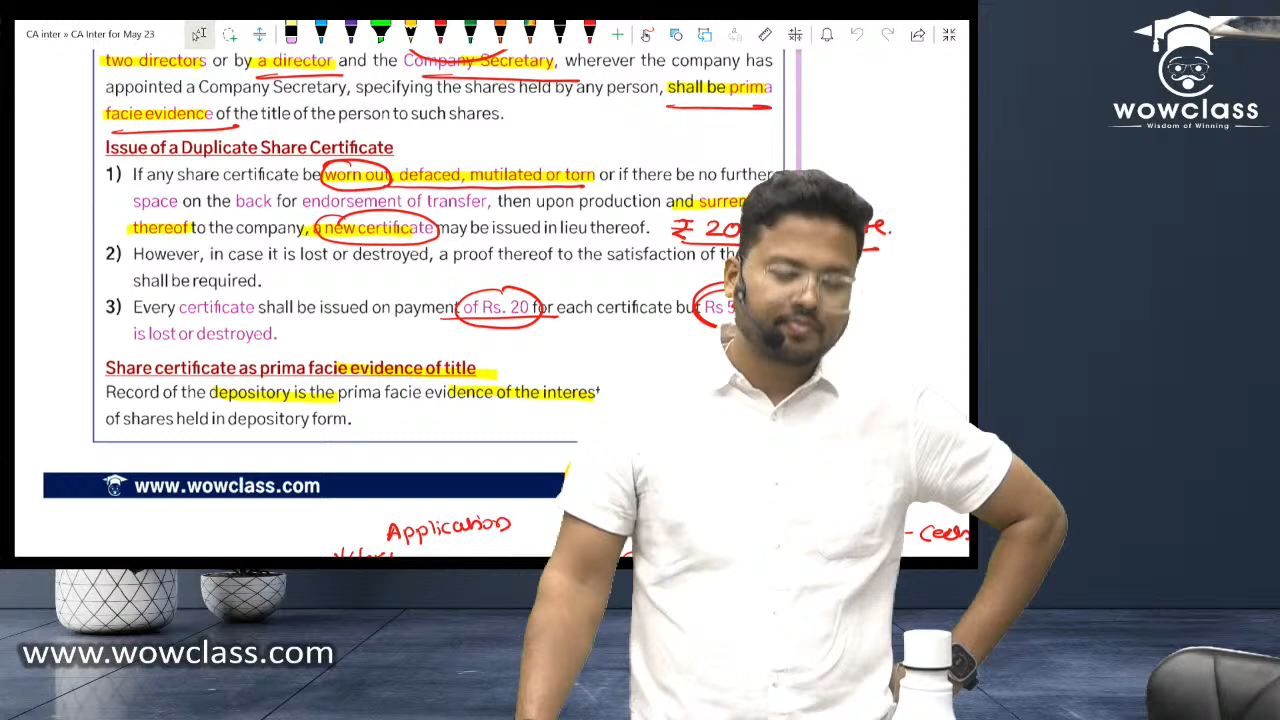 CA inter » CA Inter for May 23
two directors or by a director and the Company Secretary, wherever the company has
appointed a Company Secretary, specifying the shares held by any person, shall be prima
facie evidence of the title of the person to such shares.
Issue of a Duplicate Share Certificate
1) If any share certificate be worn out, defaced, mutilated or torn or if there be no further
space on the back for endorsement of transfer, then upon production and surren
thereof to the company, a new certificate may be issued in lieu thereof. ₹ 20
2) However, in case it is lost or destroyed, a proof thereof to the satisfaction of the
shall be required.
3) Every certificate shall be issued on payment of Rs. 20 for each certificate but Rs 5
is lost or destroyed.
Share certificate as prima facie evidence of title
Record of the depository is the prima facie evidence of the interest
of shares held in depository form.
www.wowclass.com
Application
www.wowclass.com
wowclass
Wisdom of Winning